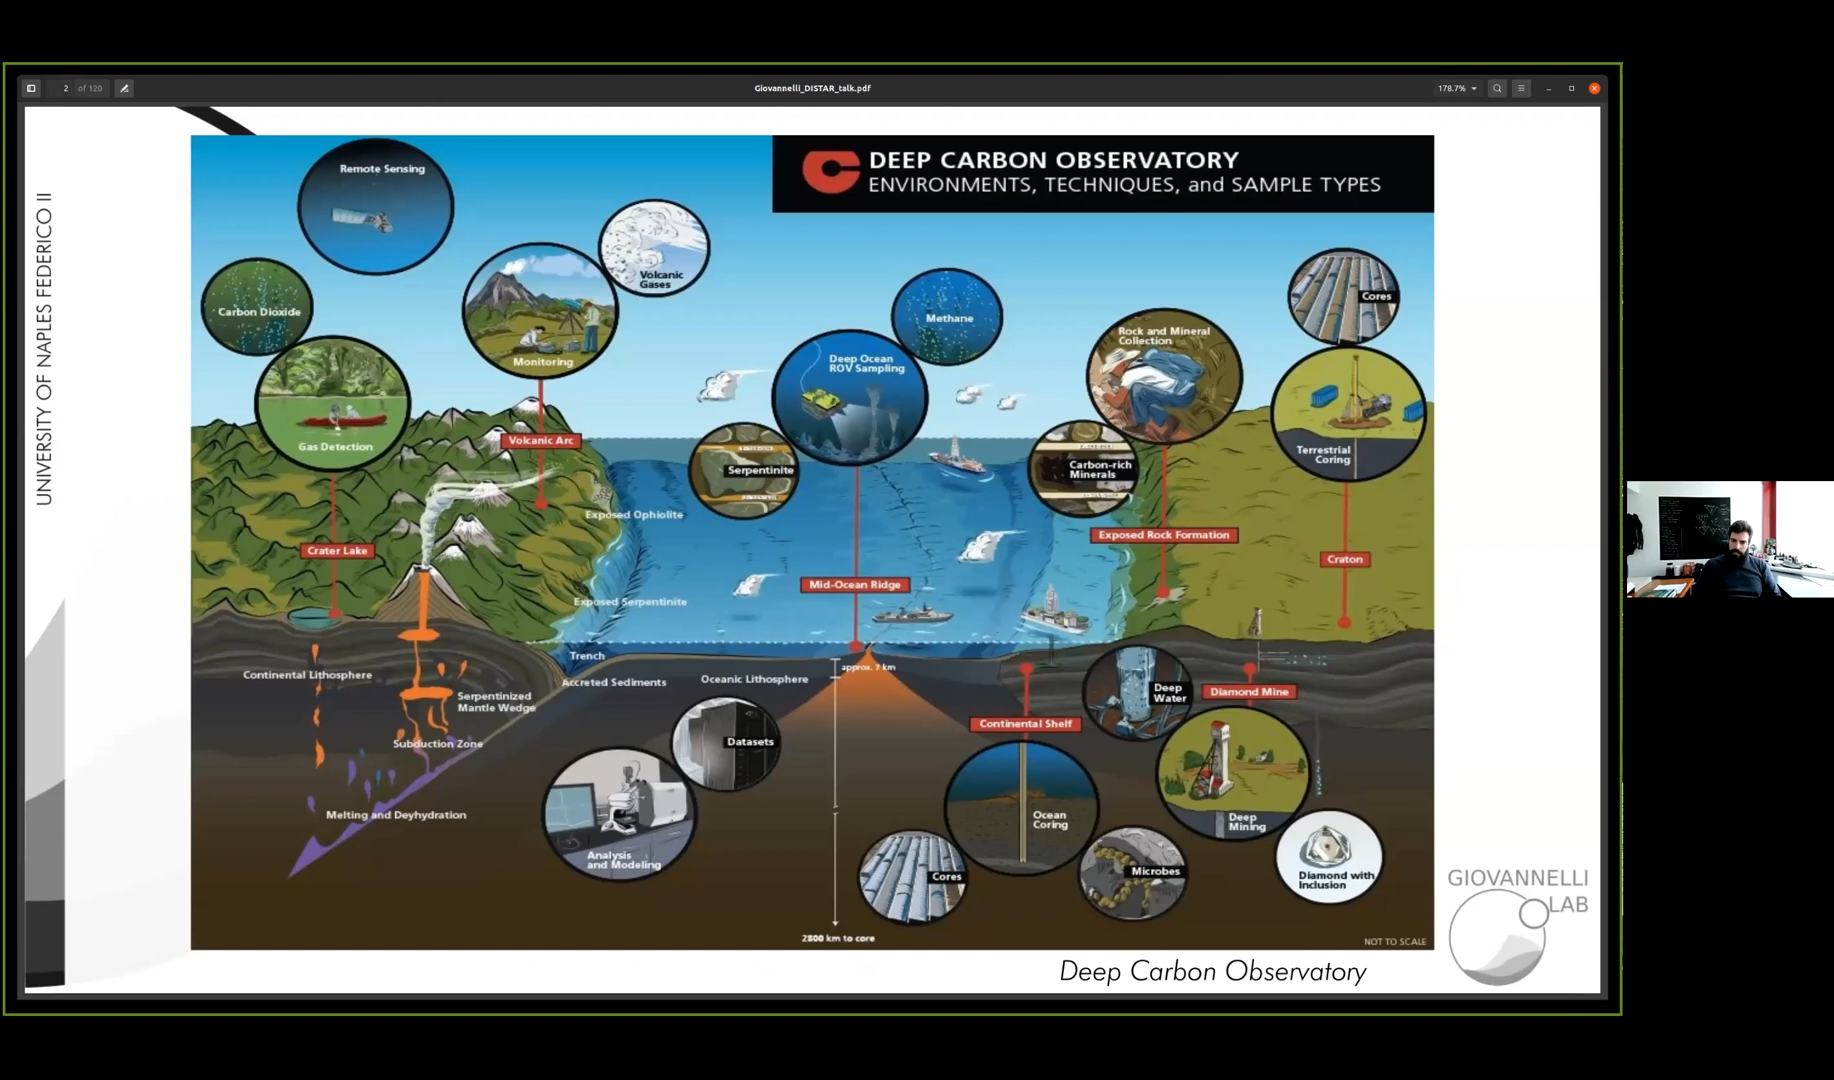 2 of 120
Giovannelli_DISTAR_talk.pdf
178.7%
UNIVERSITY OF NAPLES FEDERICO II
DEEP CARBON OBSERVATORY
ENVIRONMENTS, TECHNIQUES, and SAMPLE TYPES
Remote Sensing
Volcanic
Gases
Carbon Dioxide
Monitoring
Gas Detection
Methane
Deep Ocean
ROV Sampling
Rock and Mineral
Collection
Cores
Terrestrial
Coring
Volcanic Arc
Serpentinite
Carbon-rich
Minerals
Exposed Ophiolite
Exposed Rock Formation
Crater Lake
Craton
Mid-Ocean Ridge
Exposed Serpentinite
Trench
approx. 7 km
Continental Lithosphere
Accreted Sediments
Oceanic Lithosphere
Serpentinized
Mantle Wedge
Deep
Water
Diamond Mine
Continental Shelf
Subduction Zone
Datasets
Melting and Deyhydration
Ocean
Coring
Deep
Mining
Analysis
and Modeling
Cores
Microbes
Diamond with
Inclusion
2800 km to core
NOT TO SCALE
GIOVANNELLI
LAB
Deep Carbon Observatory